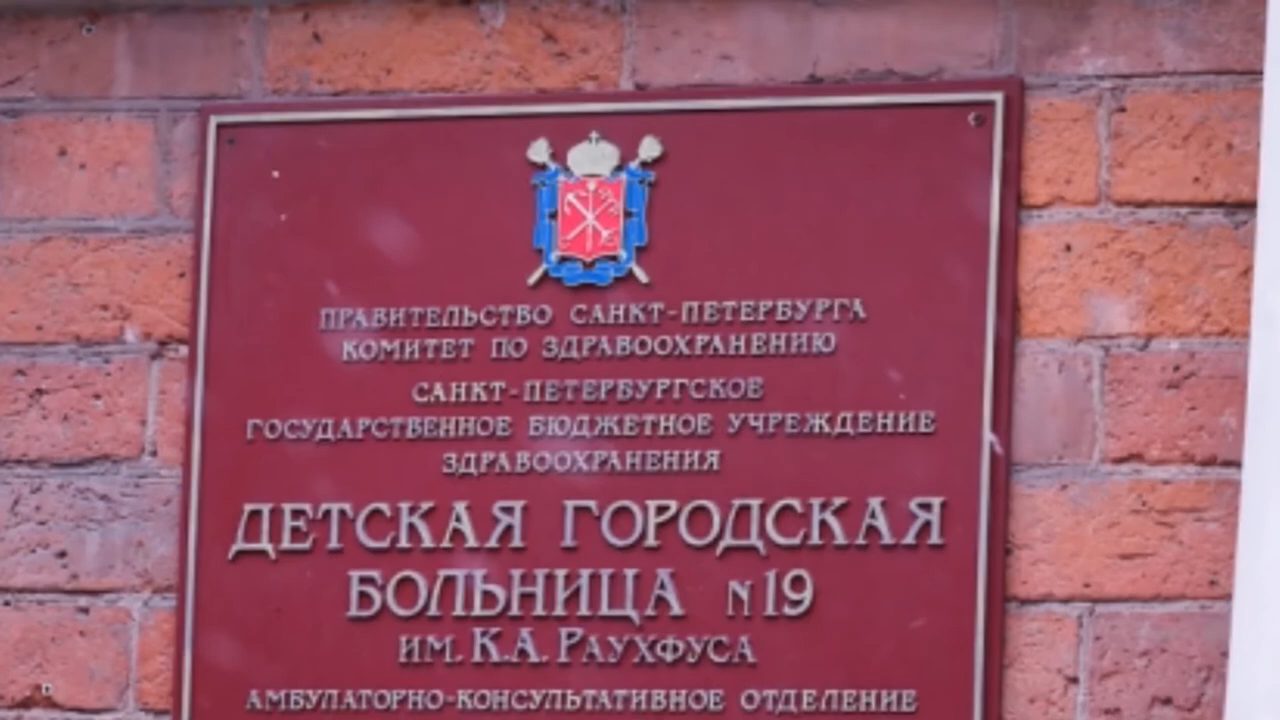 ПРАВИТЕЛЬСТВО САНКТ-ПЕТЕРБУРГА
КОМИТЕТ ПО ЗДРАВООХРАНЕНИЮ
САНКТ-ПЕТЕРБУРГСКОЕ
ГОСУДАРСТВЕННОЕ БЮДЖЕТНОЕ УЧРЕЖДЕНИЕ
ЗДРАВООХРАНЕНИЯ
ДЕТСКАЯ ГОРОДСКАЯ
БОЛЬНИЦА N 19
ИМ. К.А. РАУХФУСА
АМБУЛАТОРНО-КОНСУЛЬТАТИВНОЕ ОТДЕЛЕНИЕ